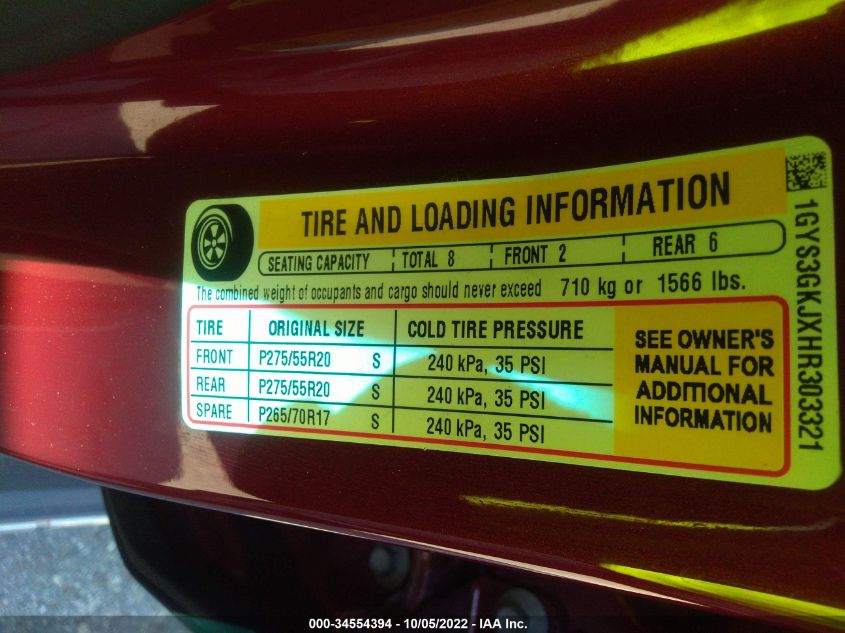 TIRE AND LOADING INFORMATION
SEATING CAPACITY TOTAL 8 FRONT 2 REAR 6
The combined weight of occupants and cargo should never exceed 710 kg or 1566 lbs.
TIRE ORIGINAL SIZE COLD TIRE PRESSURE
FRONT P275/55R20 S 240 kPa, 35 PSI
REAR P275/55R20 S 240 kPa, 35 PSI
SPARE P265/70R17 S 240 kPa, 35 PSI
SEE OWNER'S
MANUAL FOR
ADDITIONAL
INFORMATION
1GYS3GKJXHR303321
000-34554394 - 10/05/2022 - IAA Inc.